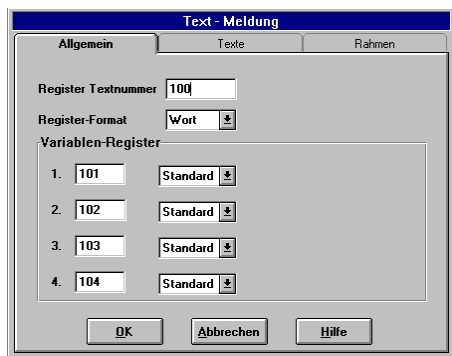 Text - Meldung
Allgemein Texte Rahmen
Register Textnummer 100
Register-Format Wort
Variablen-Register
1. 101 Standard
2. 102 Standard
3. 103 Standard
4. 104 Standard
OK Abbrechen Hilfe